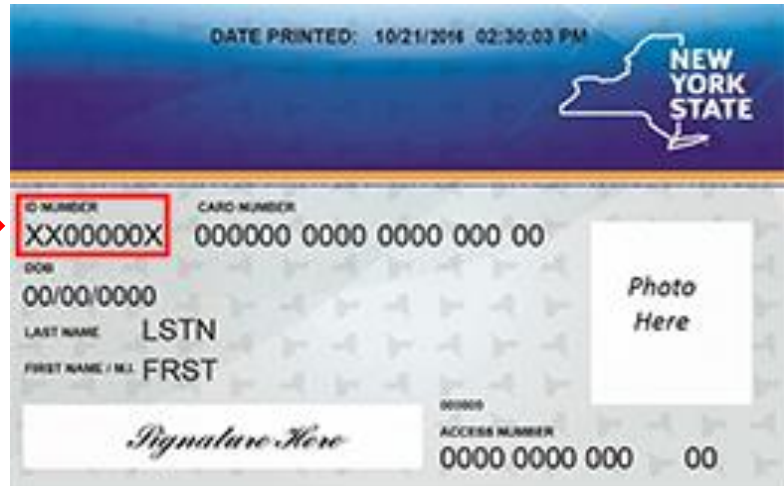 DATE PRINTED: 10/21/2016 02:30:03 PM
NEW
YORK
STATE
ID NUMBER CARD NUMBER
XX00000X 000000 0000 0000 000 00
DOB
00/00/0000
LAST NAME LSTN
FIRST NAME / M.I. FRST
Photo
Here
Signature Here
000000
ACCESS NUMBER
0000 0000 000 00